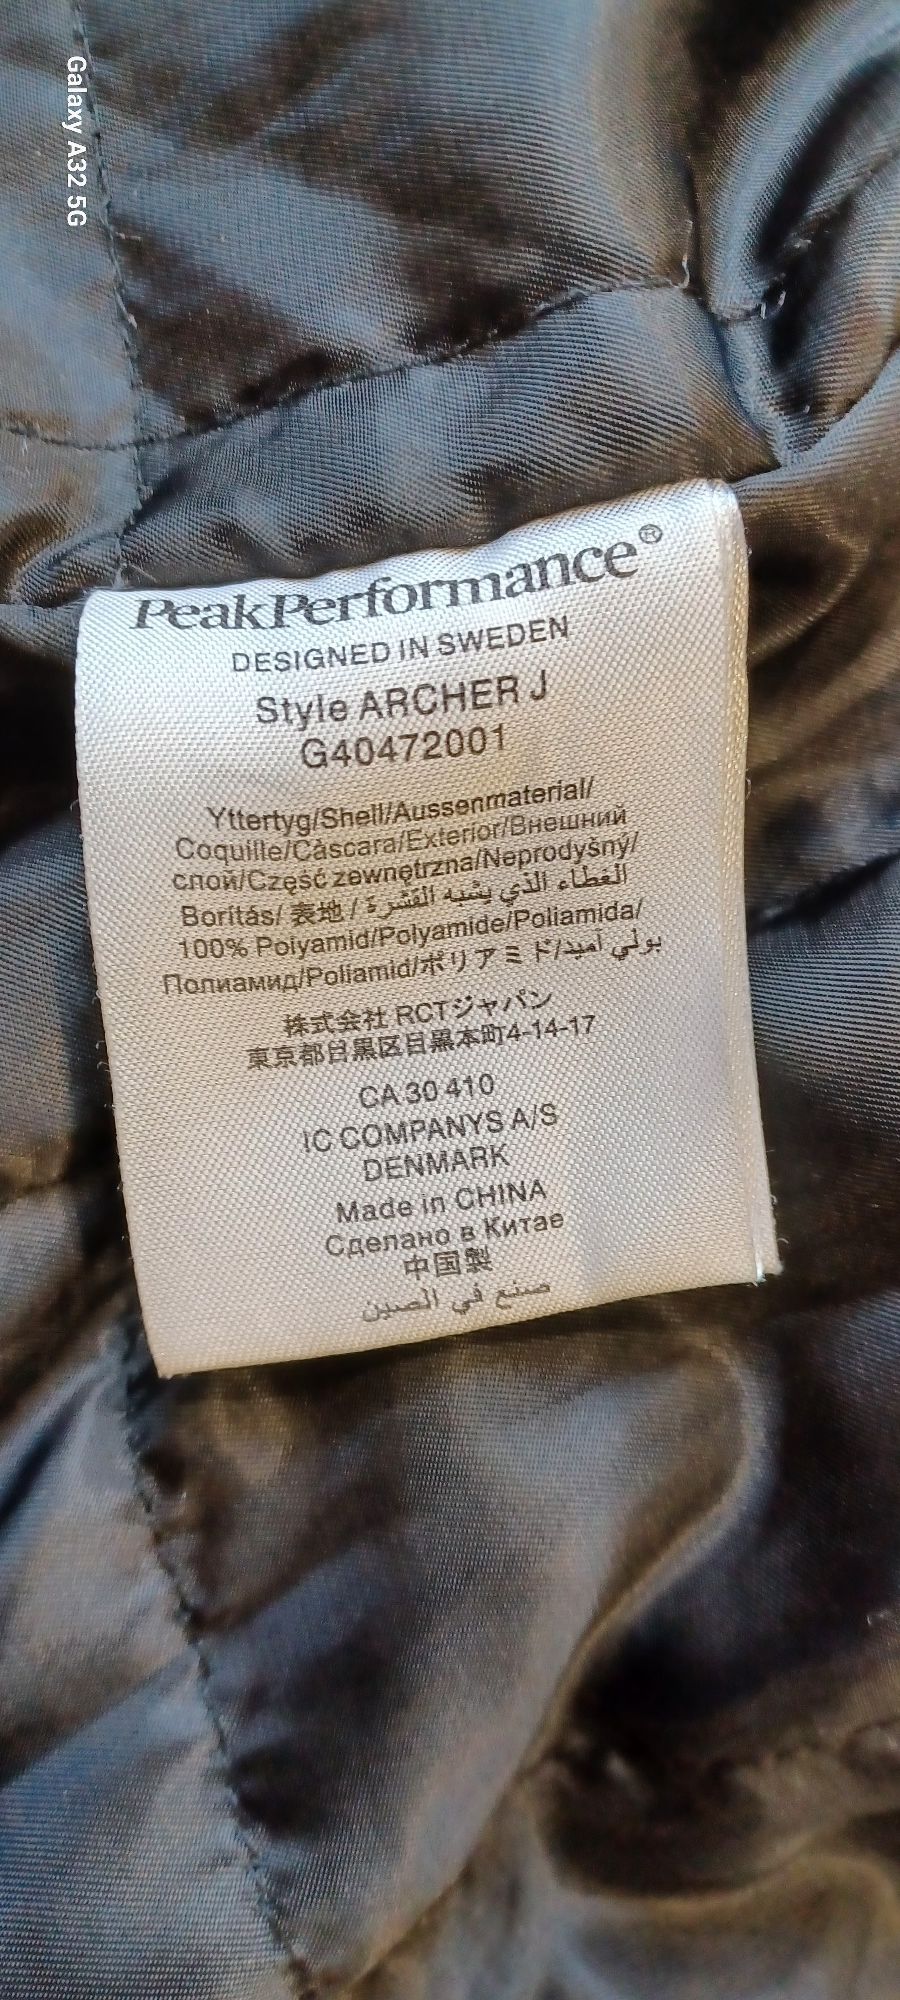 Galaxy A32 5G
PeakPerformance®
DESIGNED IN SWEDEN
Style ARCHER J
G40472001
Yttertyg/Shell/Aussenmaterial/
Coquille/Cáscara/Exterior/Внешний
слой/Część zewnętrzna/Neprodyšný/
Borítás/ 表地 / الغطاء الذي يشبه القشرة
100% Polyamid/Polyamide/Poliamida/
Полиамид/Poliamid/ポリアミド/بولي أميد
株式会社 RCTジャパン
東京都目黒区目黒本町4-14-17
CA 30 410
IC COMPANYS A/S
DENMARK
Made in CHINA
Сделано в Китае
中国製
صنع في الصين